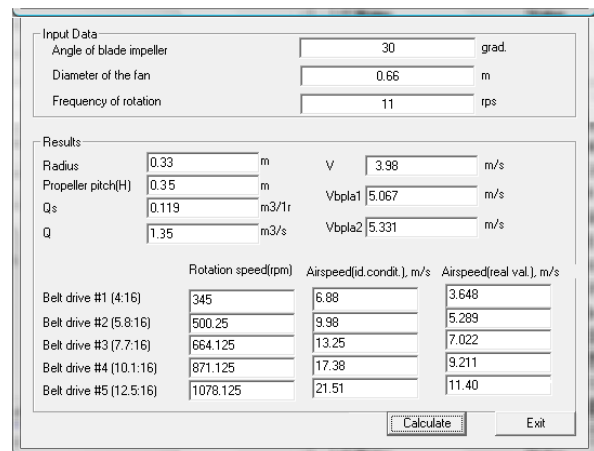 Input Data
Angle of blade impeller 30 grad.
Diameter of the fan 0.66 m
Frequency of rotation 11 rps
Results
Radius 0.33 m V 3.98 m/s
Propeller pitch(H) 0.35 m Vbpla1 5.067 m/s
Qs 0.119 m3/1r Vbpla2 5.331 m/s
Q 1.35 m3/s
Rotation speed(rpm) Airspeed(id.condit.), m/s Airspeed(real val.), m/s
Belt drive #1 (4:16) 345 6.88 3.648
Belt drive #2 (5.8:16) 500.25 9.98 5.289
Belt drive #3 (7.7:16) 664.125 13.25 7.022
Belt drive #4 (10.1:16) 871.125 17.38 9.211
Belt drive #5 (12.5:16) 1078.125 21.51 11.40
Calculate Exit